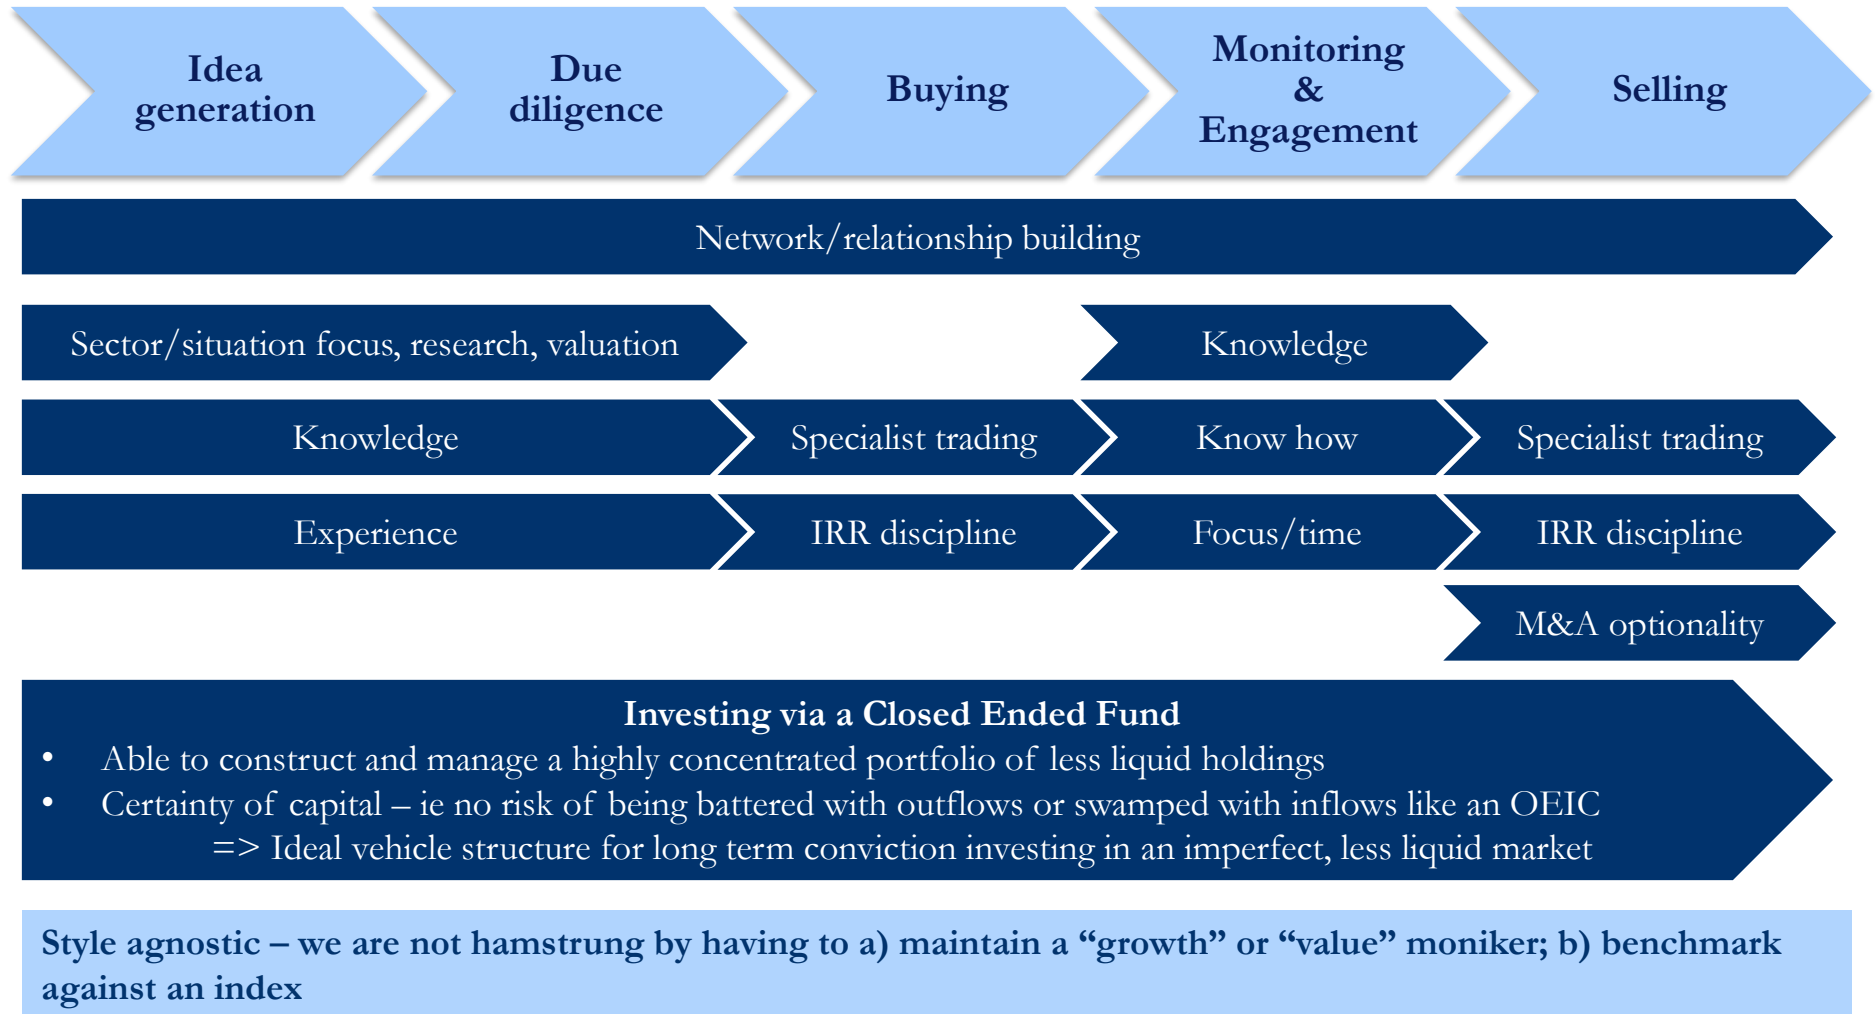 Idea
generation
Due
diligence
Buying
Monitoring
&
Engagement
Selling
Network/relationship building
Sector/situation focus, research, valuation
Knowledge
Knowledge
Specialist trading
Know how
Specialist trading
Experience
IRR discipline
Focus/time
IRR discipline
M&A optionality
Investing via a Closed Ended Fund
• Able to construct and manage a highly concentrated portfolio of less liquid holdings
• Certainty of capital – ie no risk of being battered with outflows or swamped with inflows like an OEIC
=> Ideal vehicle structure for long term conviction investing in an imperfect, less liquid market
Style agnostic – we are not hamstrung by having to a) maintain a “growth” or “value” moniker; b) benchmark
against an index